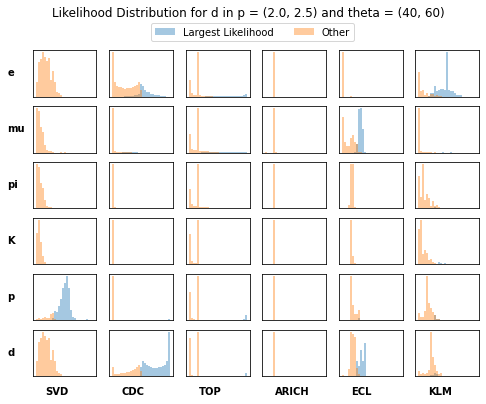 Likelihood Distribution for d in p = (2.0, 2.5) and theta = (40, 60)
Largest Likelihood Other
e
mu
pi
K
p
d
SVD CDC TOP ARICH ECL KLM